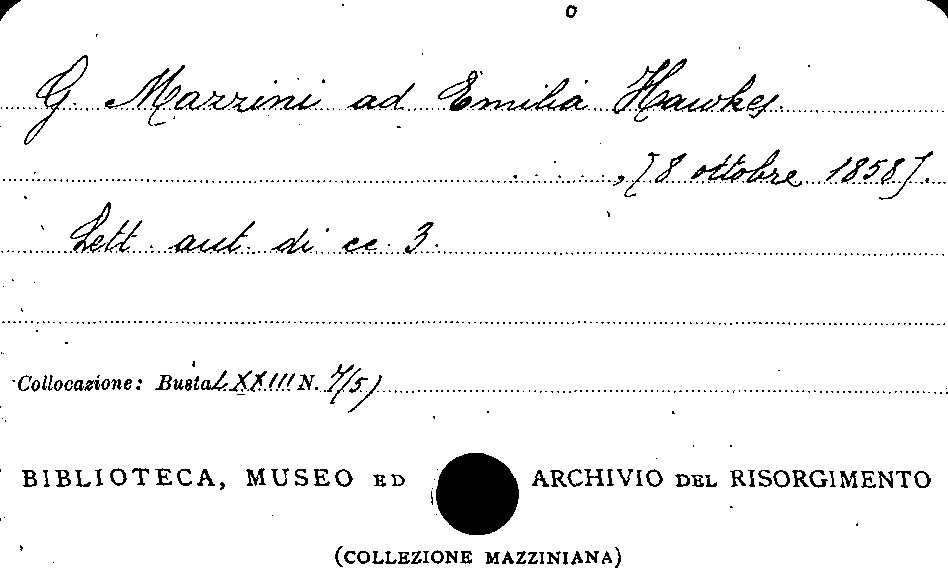 G. Mazzini ad Emilia Hawkes.
....., [8 ottobre 1858].
Lett. aut. di cc. 3.
Collocazione: Busta LXXIII N. 7/5)
BIBLIOTECA, MUSEO ED ARCHIVIO DEL RISORGIMENTO
(COLLEZIONE MAZZINIANA)